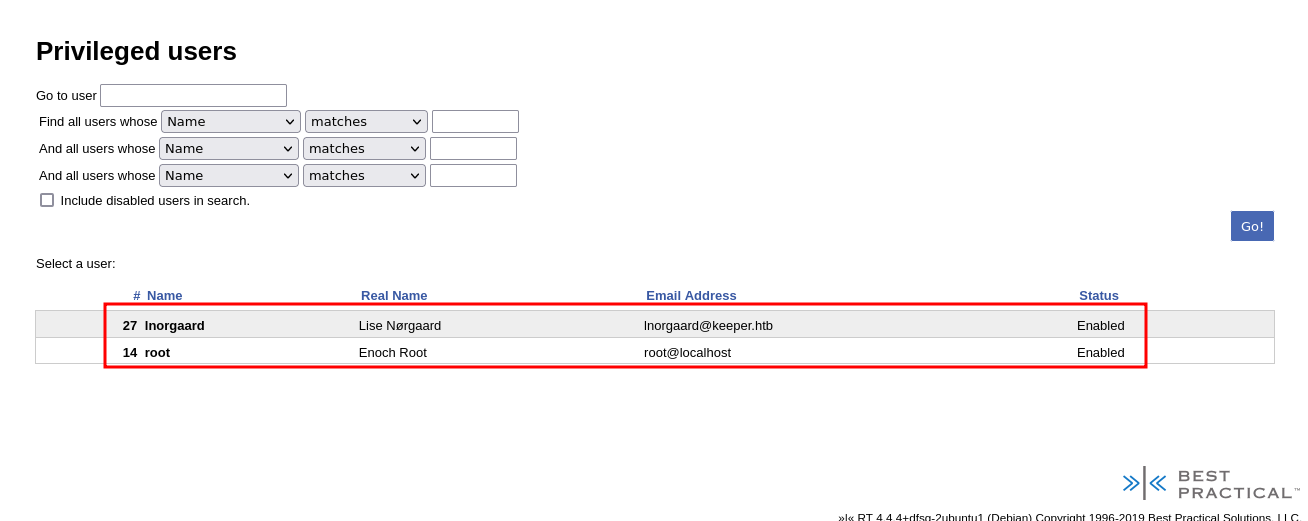 Privileged users
Go to user
Find all users whose Name matches
And all users whose Name matches
And all users whose Name matches
Include disabled users in search.
Go!
Select a user:
# Name Real Name Email Address Status
27 lnorgaard Lise Nørgaard lnorgaard@keeper.htb Enabled
14 root Enoch Root root@localhost Enabled
BEST
PRACTICAL™
»|« RT 4.4.4+dfsg-2ubuntu1 (Debian) Copyright 1996-2019 Best Practical Solutions, LLC.